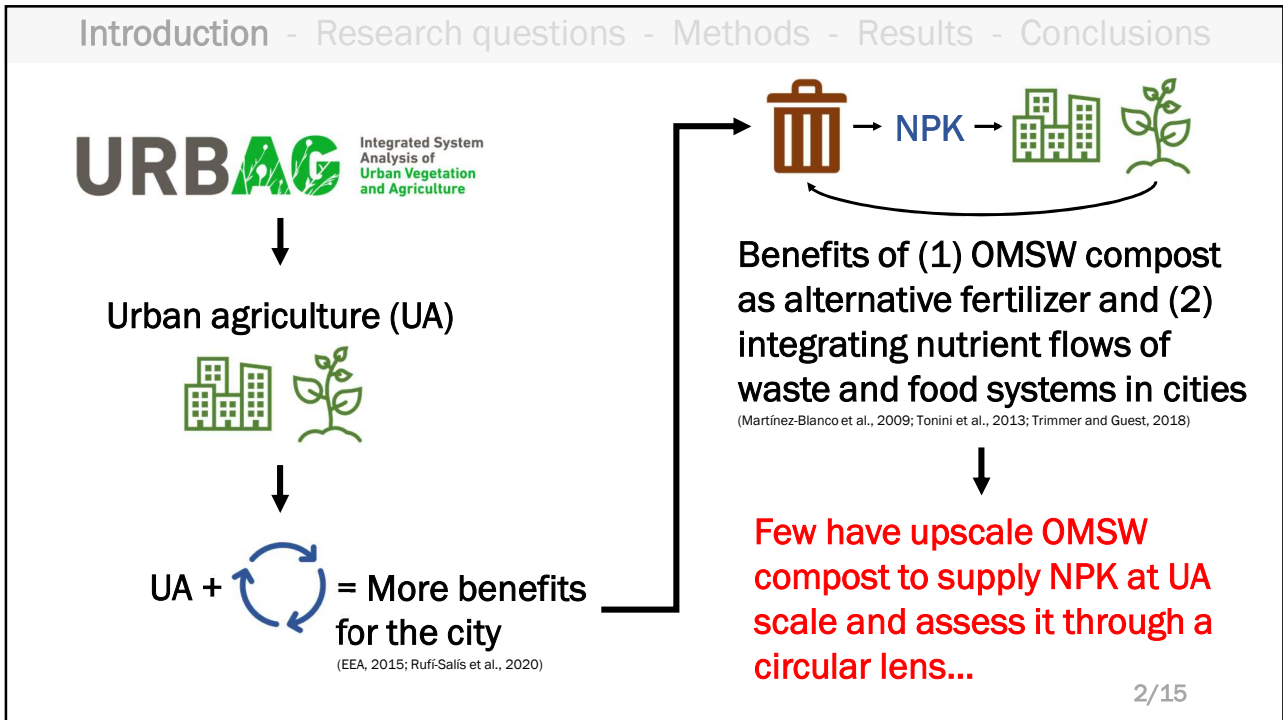 Introduction - Research questions - Methods - Results - Conclusions
URBAG
Integrated System
Analysis of
Urban Vegetation
and Agriculture
Urban agriculture (UA)
UA +
= More benefits
for the city
(EEA, 2015; Rufí-Salís et al., 2020)
NPK
Benefits of (1) OMSW compost
as alternative fertilizer and (2)
integrating nutrient flows of
waste and food systems in cities
(Martínez-Blanco et al., 2009; Tonini et al., 2013; Trimmer and Guest, 2018)
Few have upscale OMSW
compost to supply NPK at UA
scale and assess it through a
circular lens...
2/15